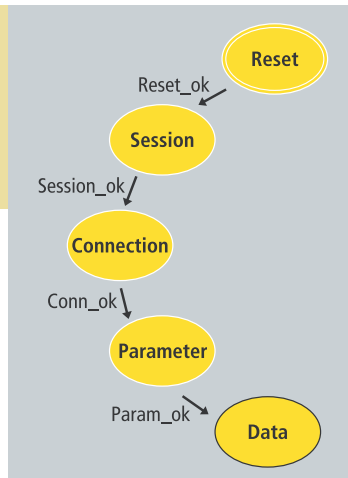 Reset
Reset_ok
Session
Session_ok
Connection
Conn_ok
Parameter
Param_ok
Data